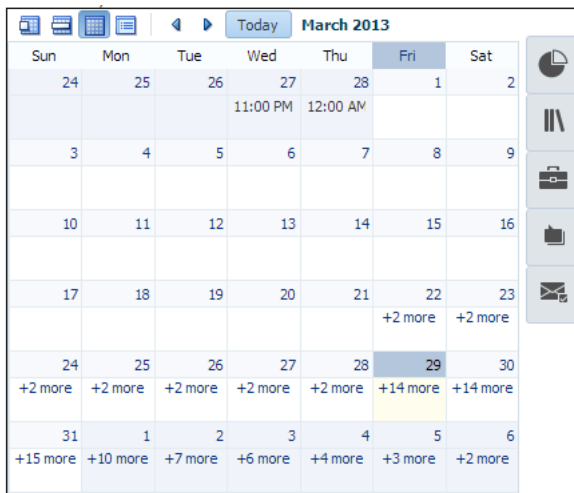 Today March 2013
Sun Mon Tue Wed Thu Fri Sat
24 25 26 27 28 1 2
11:00 PM 12:00 AM
3 4 5 6 7 8 9
10 11 12 13 14 15 16
17 18 19 20 21 22 23
+2 more +2 more
24 25 26 27 28 29 30
+2 more +2 more +2 more +2 more +2 more +14 more +14 more
31 1 2 3 4 5 6
+15 more +10 more +7 more +6 more +4 more +3 more +2 more